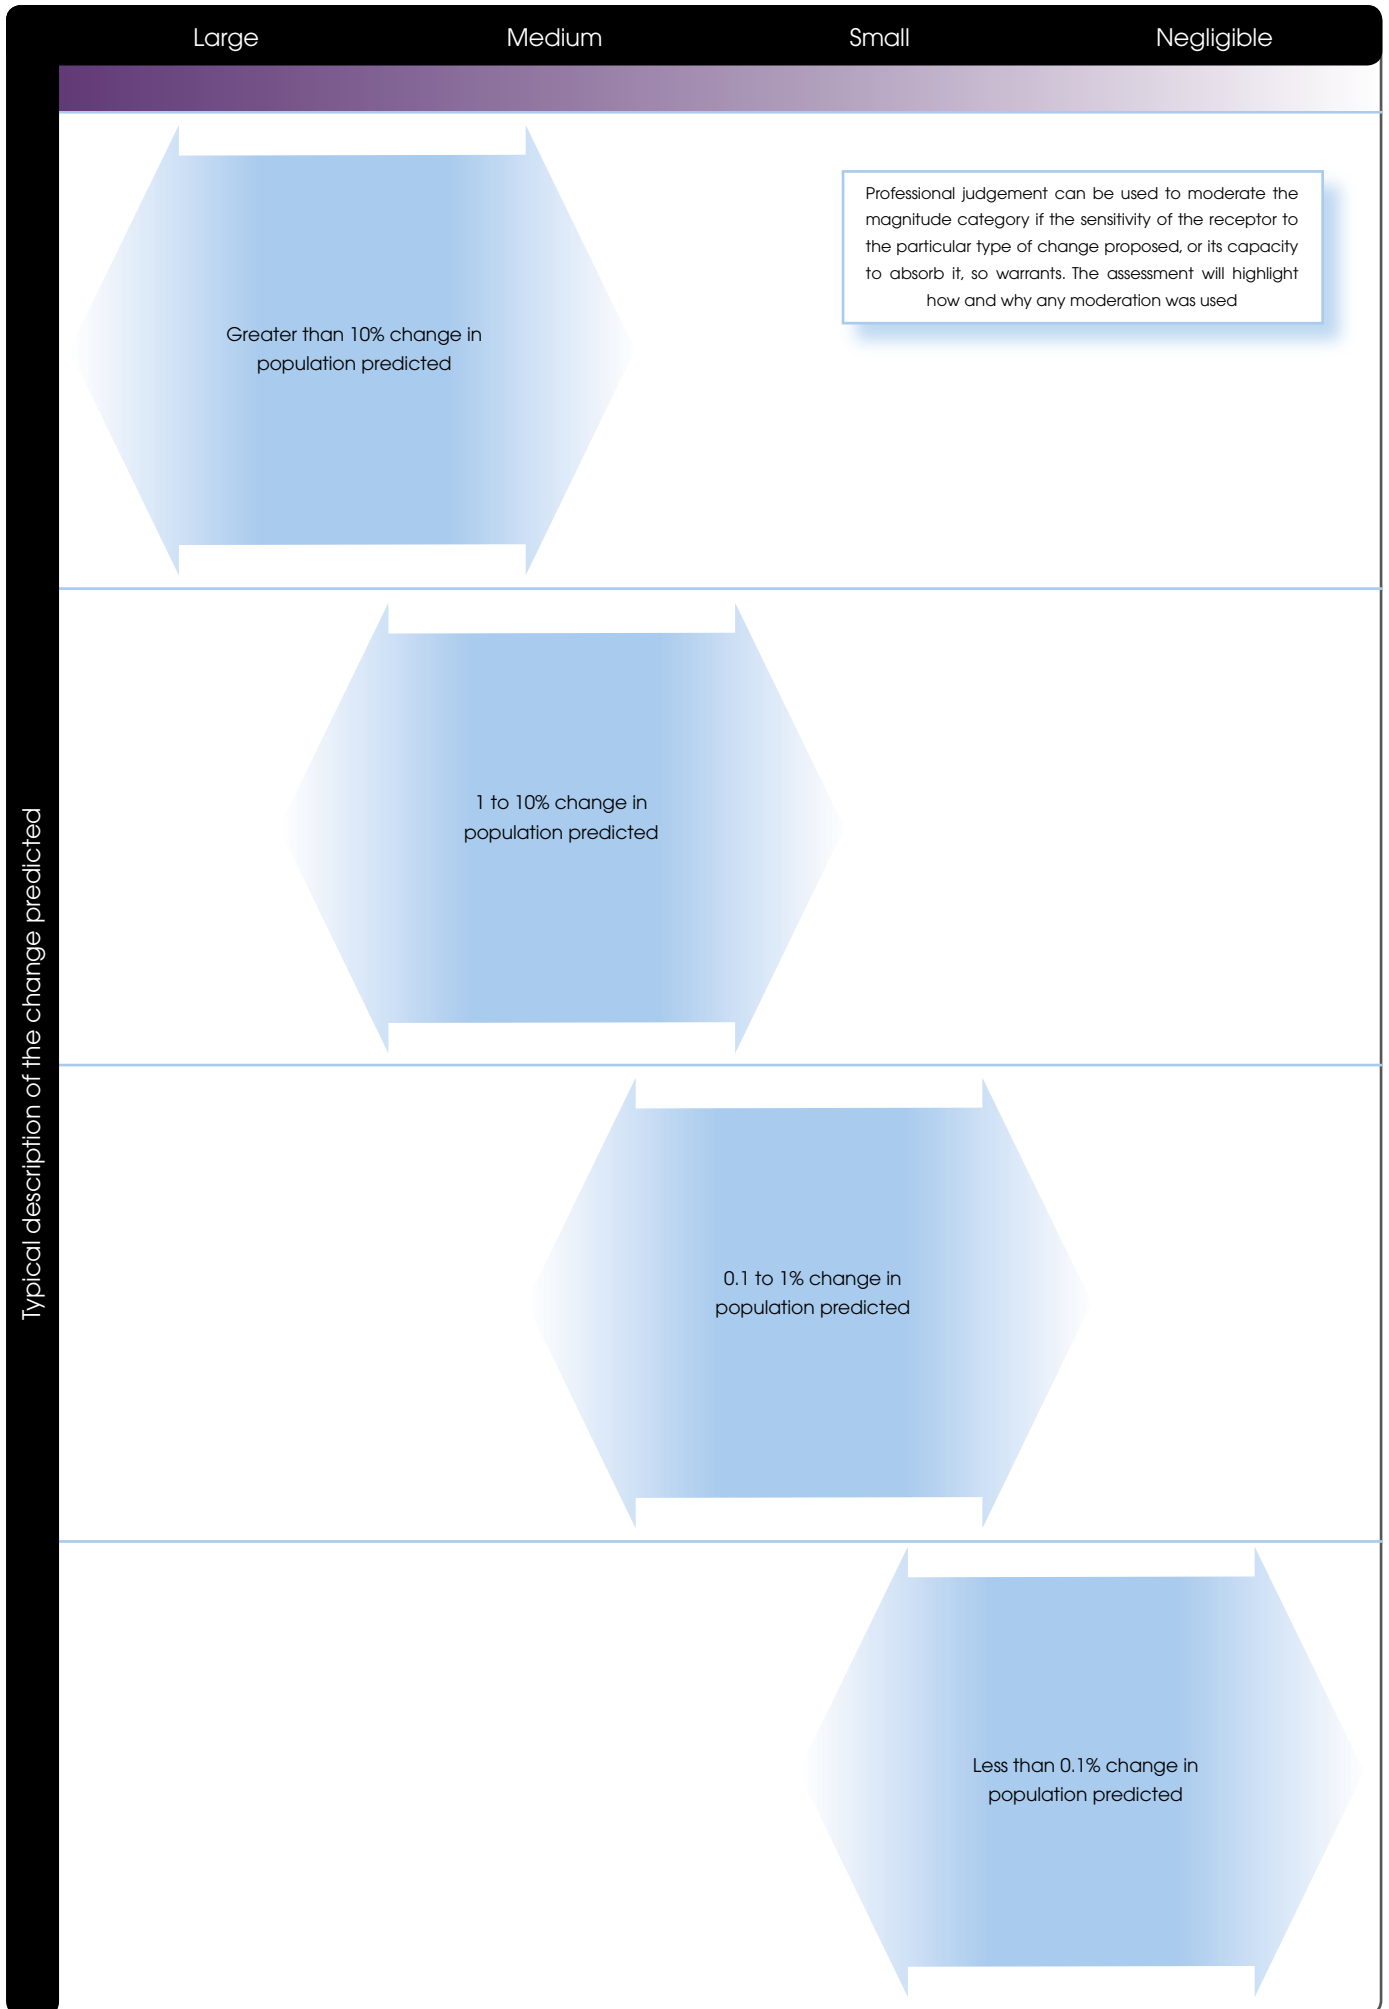 Large
Medium
Small
Negligible
Professional judgement can be used to moderate the
magnitude category if the sensitivity of the receptor to
the particular type of change proposed, or its capacity
to absorb it, so warrants. The assessment will highlight
how and why any moderation was used
Greater than 10% change in
population predicted
1 to 10% change in
population predicted
Typical description of the change predicted
0.1 to 1% change in
population predicted
Less than 0.1% change in
population predicted